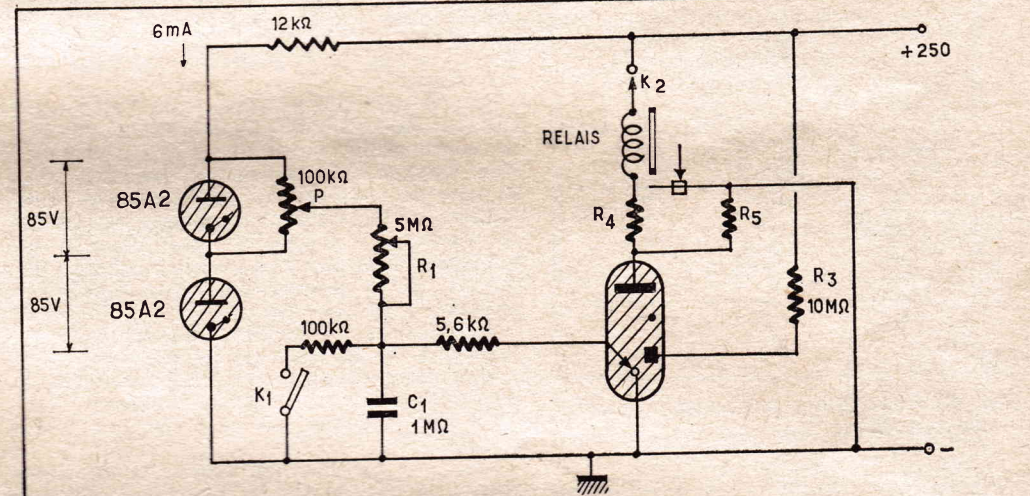 6mA
12kΩ
+250
K2
RELAIS
100kΩ
P
85A2
85V
5MΩ
R1
R4
R5
85V
85A2
R3
10MΩ
100kΩ
5,6kΩ
K1
C1
1MΩ
-